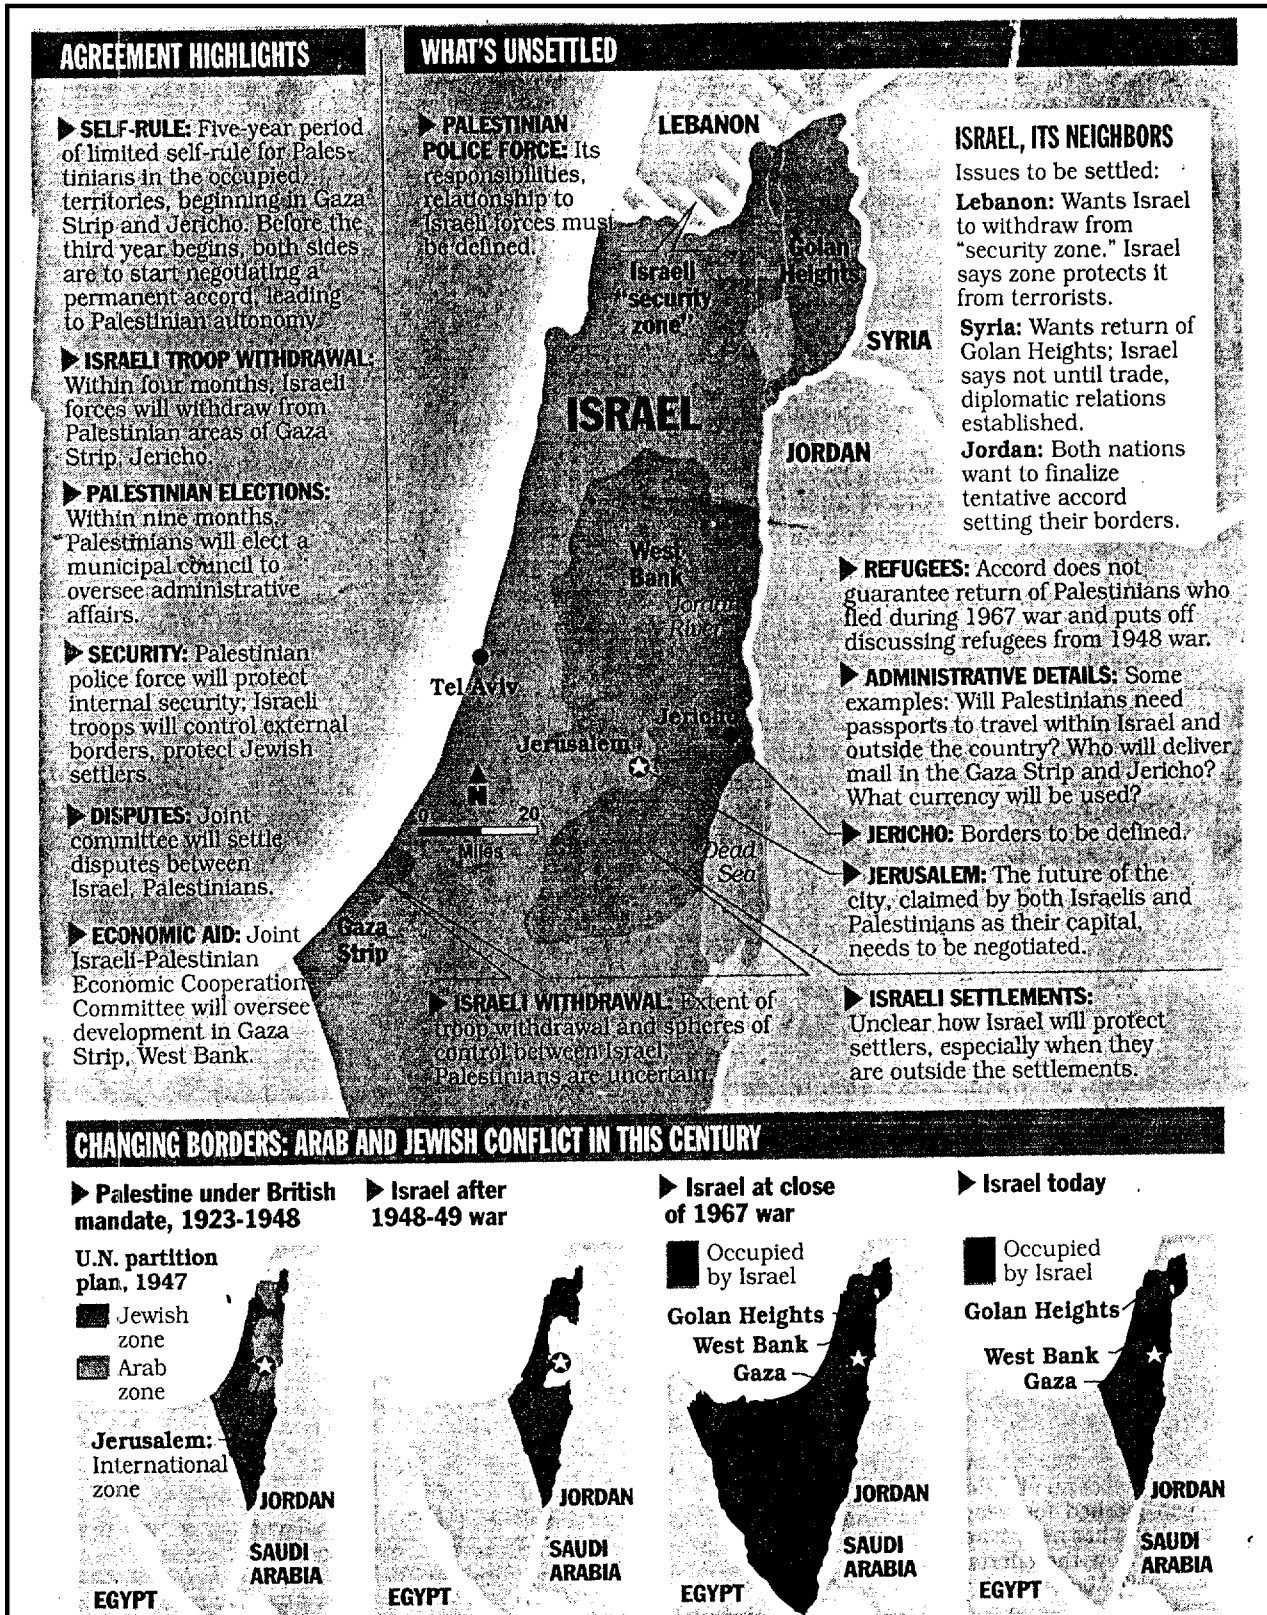 AGREEMENT HIGHLIGHTS
▶ SELF-RULE: Five-year period
of limited self-rule for Pales-
tinians in the occupied
territories, beginning in Gaza
Strip and Jericho. Before the
third year begins, both sides
are to start negotiating a
permanent accord, leading
to Palestinian autonomy.
▶ ISRAELI TROOP WITHDRAWAL:
Within four months, Israeli
forces will withdraw from
Palestinian areas of Gaza
Strip, Jericho.
▶ PALESTINIAN ELECTIONS:
Within nine months,
Palestinians will elect a
municipal council to
oversee administrative
affairs.
▶ SECURITY: Palestinian
police force will protect
internal security; Israeli
troops will control external
borders, protect Jewish
settlers.
▶ DISPUTES: Joint
committee will settle
disputes between
Israel, Palestinians.
▶ ECONOMIC AID: Joint
Israeli-Palestinian
Economic Cooperation
Committee will oversee
development in Gaza
Strip, West Bank.
WHAT'S UNSETTLED
▶ PALESTINIAN
POLICE FORCE: Its
responsibilities,
relationship to
Israeli forces must
be defined.
LEBANON
Israeli
"security
zone"
Golan
Heights
SYRIA
ISRAEL
JORDAN
West
Bank
Jordan
River
Tel Aviv
Jericho
Jerusalem
N
0 20
Miles
Dead
Sea
Gaza
Strip
ISRAEL, ITS NEIGHBORS
Issues to be settled:
Lebanon: Wants Israel
to withdraw from
"security zone." Israel
says zone protects it
from terrorists.
Syria: Wants return of
Golan Heights; Israel
says not until trade,
diplomatic relations
established.
Jordan: Both nations
want to finalize
tentative accord
setting their borders.
▶ REFUGEES: Accord does not
guarantee return of Palestinians who
fled during 1967 war and puts off
discussing refugees from 1948 war.
▶ ADMINISTRATIVE DETAILS: Some
examples: Will Palestinians need
passports to travel within Israel and
outside the country? Who will deliver
mail in the Gaza Strip and Jericho?
What currency will be used?
▶ JERICHO: Borders to be defined.
▶ JERUSALEM: The future of the
city, claimed by both Israelis and
Palestinians as their capital,
needs to be negotiated.
▶ ISRAELI WITHDRAWAL: Extent of
troop withdrawal and spheres of
control between Israel,
Palestinians are uncertain.
▶ ISRAELI SETTLEMENTS:
Unclear how Israel will protect
settlers, especially when they
are outside the settlements.
CHANGING BORDERS: ARAB AND JEWISH CONFLICT IN THIS CENTURY
▶ Palestine under British
mandate, 1923-1948
U.N. partition
plan, 1947
Jewish
zone
Arab
zone
Jerusalem:
International
zone
JORDAN
SAUDI
ARABIA
EGYPT
▶ Israel after
1948-49 war
JORDAN
SAUDI
ARABIA
EGYPT
▶ Israel at close
of 1967 war
Occupied
by Israel
Golan Heights
West Bank
Gaza
JORDAN
SAUDI
ARABIA
EGYPT
▶ Israel today
Occupied
by Israel
Golan Heights
West Bank
Gaza
JORDAN
SAUDI
ARABIA
EGYPT